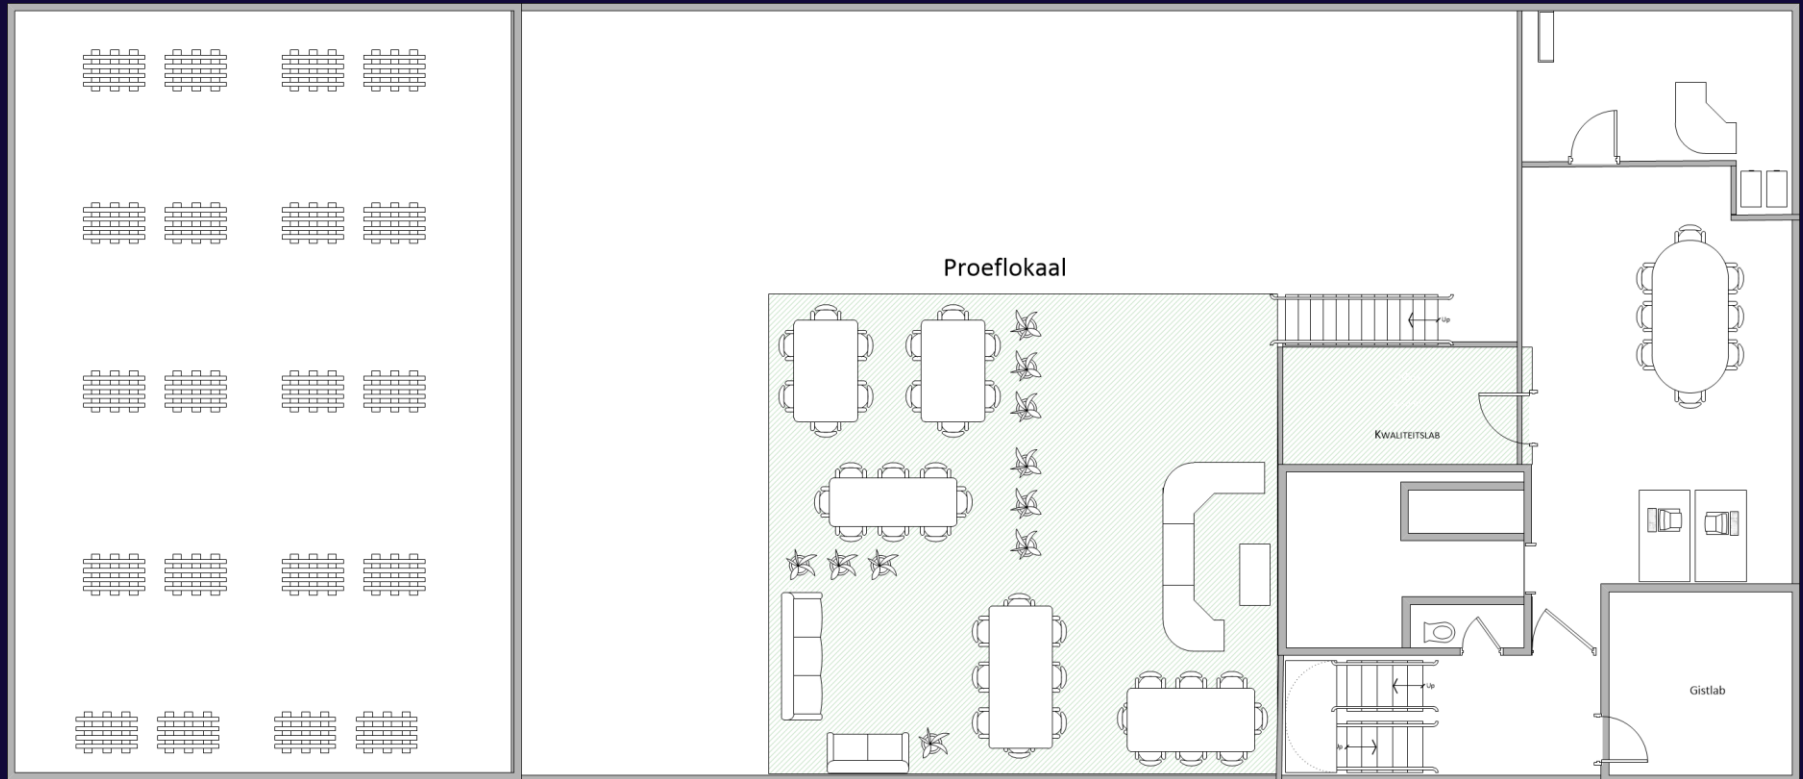 Proeflokaal
Up
KWALITEITSLAB
Up
Gistlab
Up